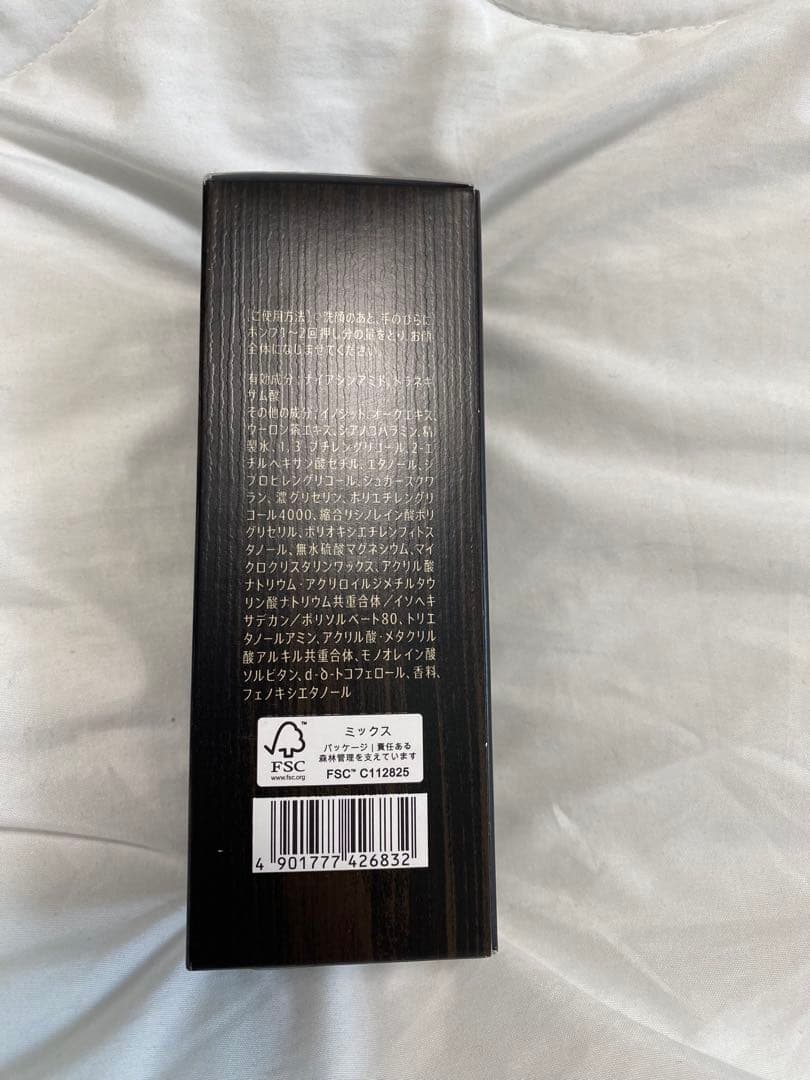 [ご使用方法]○洗顔のあと、手のひらに
ポンプ1〜2回押し分の量をとり、お顔
全体になじませてください。
有効成分：ナイアシンアミド、トラネキ
サム酸
その他の成分：イノシット、オークエキス、
ウーロン茶エキス、シアノコバラミン、精
製水、1,3-ブチレングリコール、2-エ
チルヘキサン酸セチル、エタノール、ジ
プロピレングリコール、シュガースクワ
ラン、濃グリセリン、ポリエチレングリ
コール4000、縮合リシノレイン酸ポリ
グリセリル、ポリオキシエチレンフィトス
タノール、無水硫酸マグネシウム、マイ
クロクリスタリンワックス、アクリル酸
ナトリウム・アクリロイルジメチルタウ
リン酸ナトリウム共重合体／イソヘキ
サデカン／ポリソルベート80、トリエ
タノールアミン、アクリル酸・メタクリル
酸アルキル共重合体、モノオレイン酸
ソルビタン、d-δ-トコフェロール、香料、
フェノキシエタノール
FSC™
www.fsc.org
ミックス
パッケージ｜責任ある
森林管理を支えています
FSC™ C112825
4 901777 426832